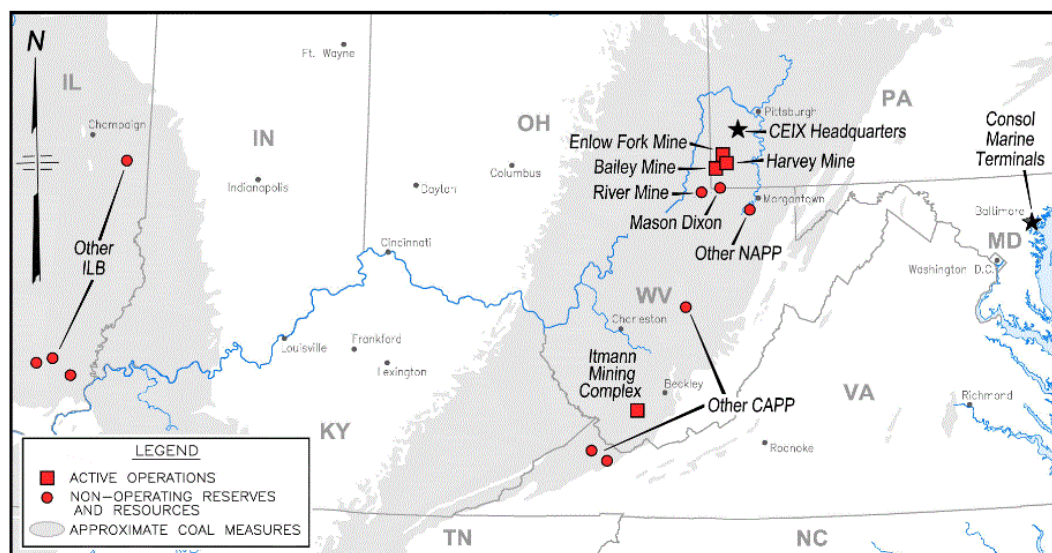 N
IL
Ft. Wayne
Champaign
IN
OH
PA
Pittsburgh
CEIX Headquarters
Consol
Marine
Terminals
Enlow Fork Mine
Bailey Mine
Harvey Mine
River Mine
Mason Dixon
Morgantown
Other NAPP
Indianapolis
Dayton
Columbus
Baltimore
MD
Washington D.C.
Other
ILB
Cincinnati
WV
Charleston
Louisville
Frankford
Lexington
Itmann
Mining
Complex
Beckley
Other CAPP
VA
Richmond
Roanoke
KY
TN
NC
LEGEND
ACTIVE OPERATIONS
NON-OPERATING RESERVES
AND RESOURCES
APPROXIMATE COAL MEASURES